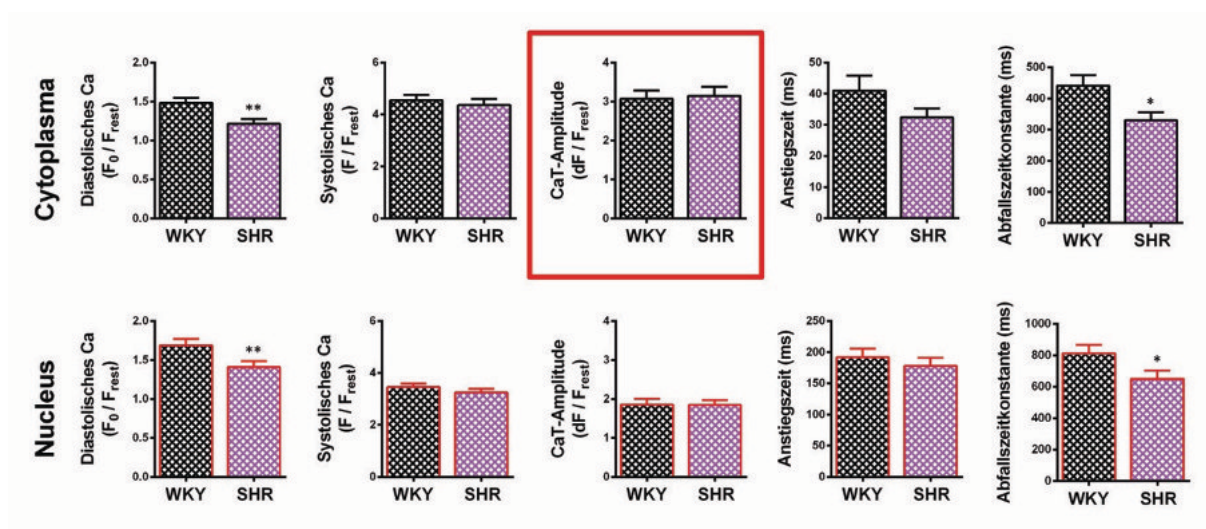 Cytoplasma
Diastolisches Ca
(F0 / Frest)
2.0
1.5
1.0
0.5
0.0
**
WKY SHR
Systolisches Ca
(F / Frest)
6
4
2
0
WKY SHR
CaT-Amplitude
(dF / Frest)
4
3
2
1
0
WKY SHR
Anstiegszeit (ms)
50
40
30
20
10
0
WKY SHR
Abfallszeitkonstante (ms)
500
400
300
200
100
0
*
WKY SHR
Nucleus
Diastolisches Ca
(F0 / Frest)
2.0
1.5
1.0
0.5
0.0
**
WKY SHR
Systolisches Ca
(F / Frest)
6
4
2
0
WKY SHR
CaT-Amplitude
(dF / Frest)
4
3
2
1
0
WKY SHR
Anstiegszeit (ms)
250
200
150
100
50
0
WKY SHR
Abfallszeitkonstante (ms)
1000
800
600
400
200
0
*
WKY SHR